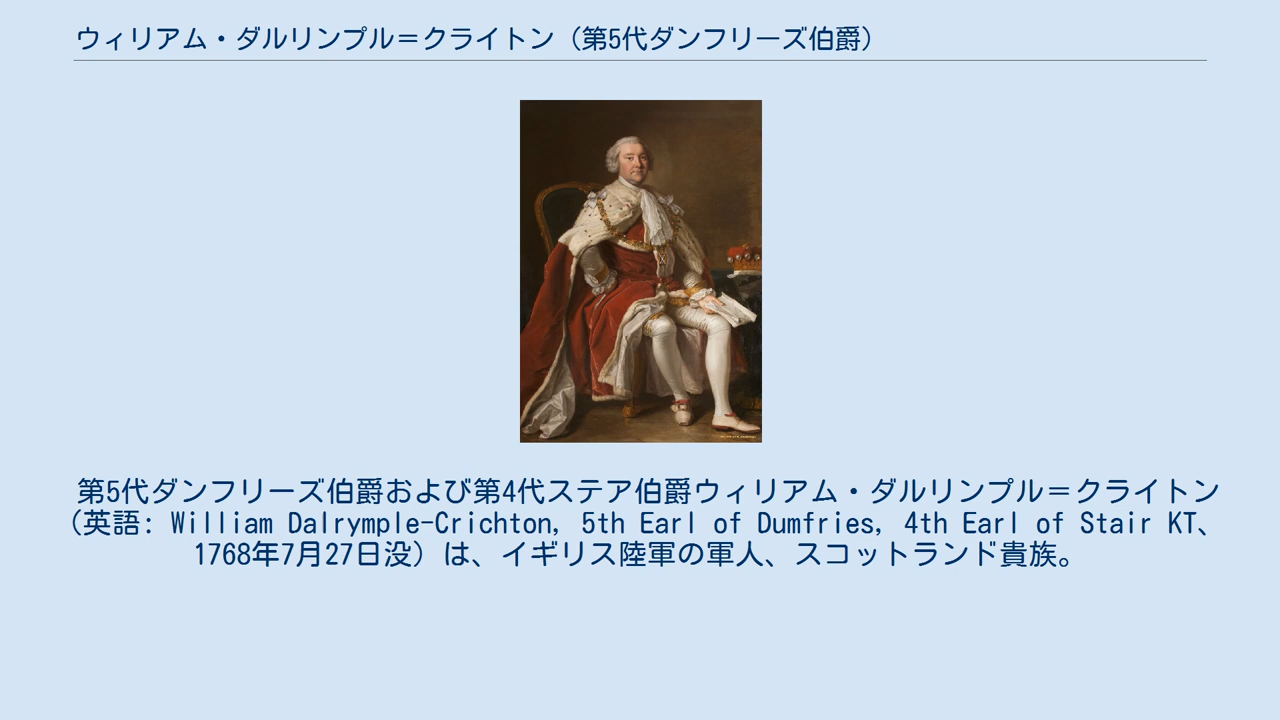 ウィリアム・ダルリンプル＝クライトン（第5代ダンフリーズ伯爵）
第5代ダンフリーズ伯爵および第4代ステア伯爵ウィリアム・ダルリンプル＝クライトン
（英語: William Dalrymple-Crichton, 5th Earl of Dumfries, 4th Earl of Stair KT、
1768年7月27日没）は、イギリス陸軍の軍人、スコットランド貴族。